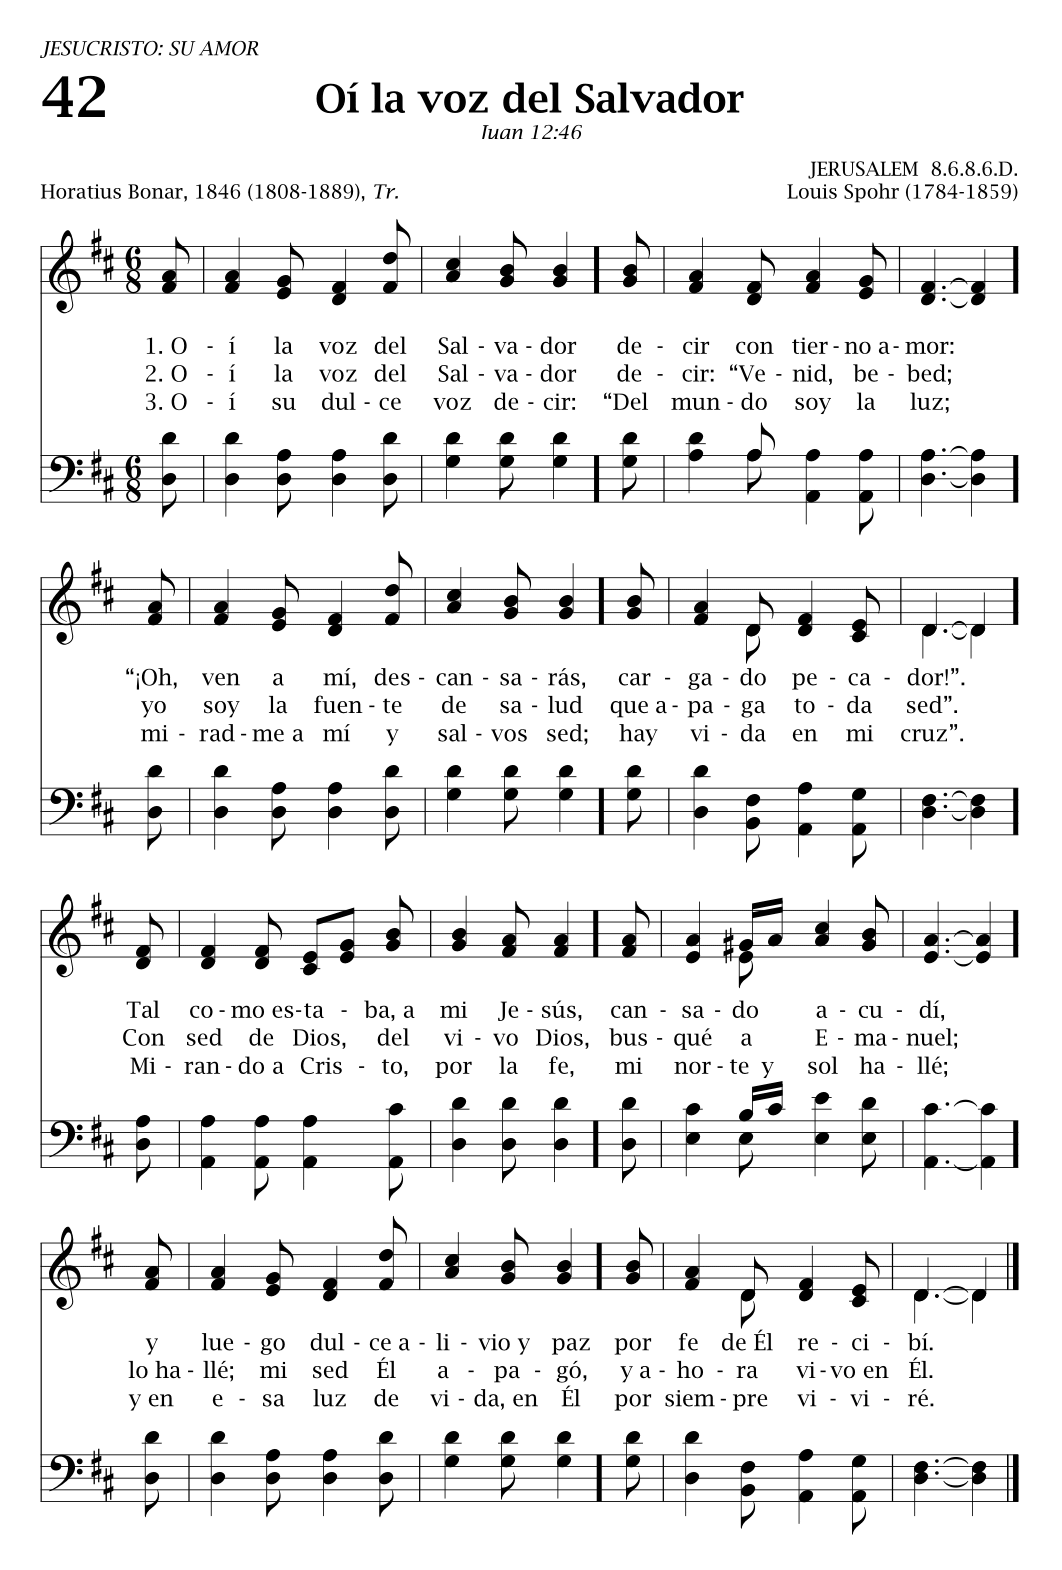 JESUCRISTO: SU AMOR
42
Oí la voz del Salvador
Iuan 12:46
JERUSALEM 8.6.8.6.D.
Horatius Bonar, 1846 (1808-1889), Tr.
Louis Spohr (1784-1859)
6
8
1. O - í la voz del Sal - va - dor de - cir con tier - no a - mor:
2. O - í la voz del Sal - va - dor de - cir: “Ve - nid, be - bed;
3. O - í su dul - ce voz de - cir: “Del mun - do soy la luz;
6
8
“¡Oh, ven a mí, des - can - sa - rás, car - ga - do pe - ca - dor!”.
yo soy la fuen - te de sa - lud que a - pa - ga to - da sed”.
mi - rad - me a mí y sal - vos sed; hay vi - da en mi cruz”.
Tal co - mo es - ta - ba, a mi Je - sús, can - sa - do a - cu - dí,
Con sed de Dios, del vi - vo Dios, bus - qué a E - ma - nuel;
Mi - ran - do a Cris - to, por la fe, mi nor - te y sol ha - llé;
y lue - go dul - ce a - li - vio y paz por fe de Él re - ci - bí.
lo ha - llé; mi sed Él a - pa - gó, y a - ho - ra vi - vo en Él.
y en e - sa luz de vi - da, en Él por siem - pre vi - vi - ré.